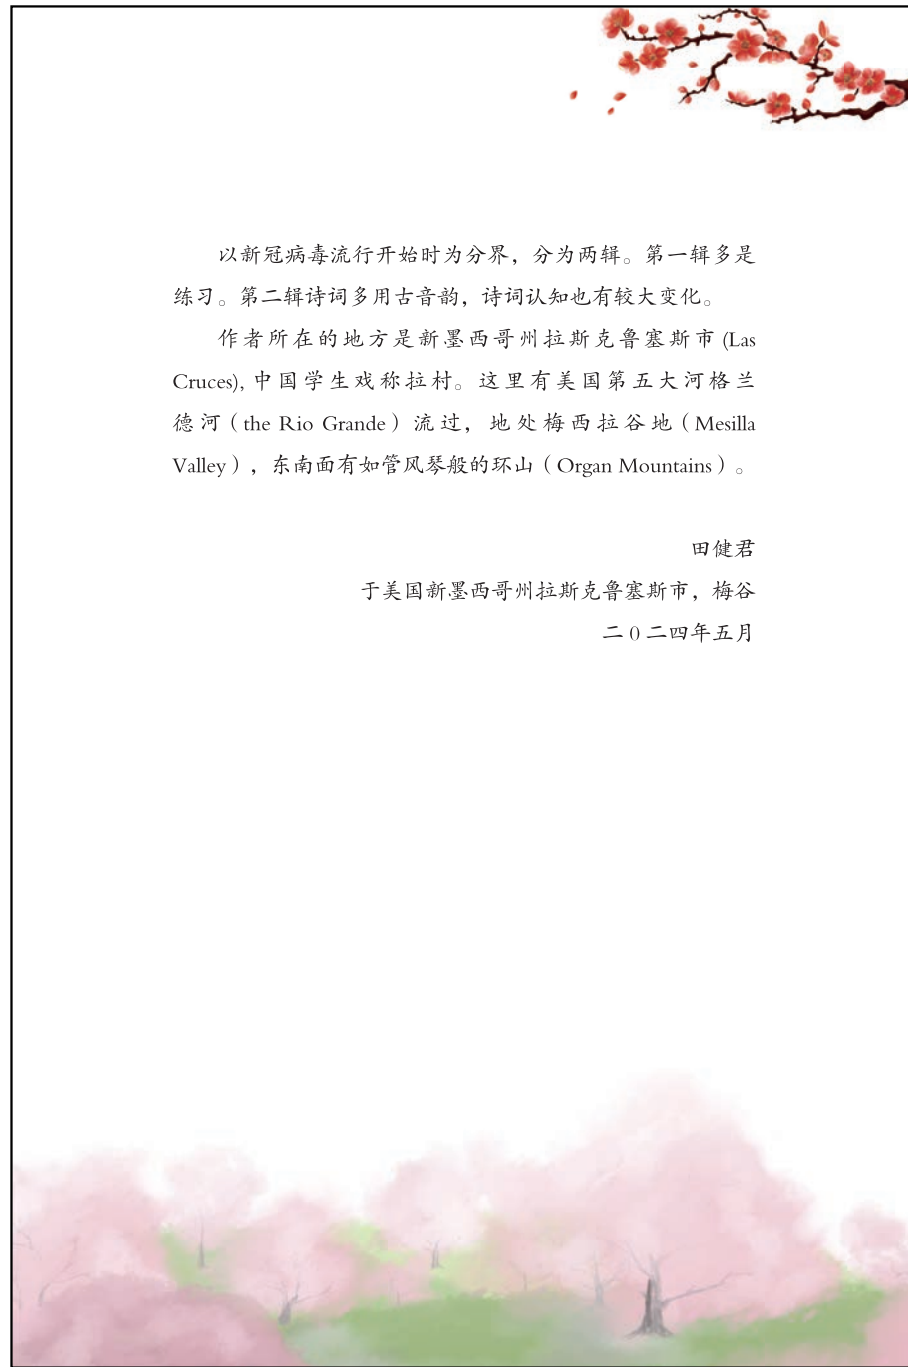 以新冠病毒流行开始时为分界，分为两辑。第一辑多是
练习。第二辑诗词多用古音韵，诗词认知也有较大变化。
作者所在的地方是新墨西哥州拉斯克鲁塞斯市 (Las
Cruces), 中国学生戏称拉村。这里有美国第五大河格兰
德河（the Rio Grande）流过，地处梅西拉谷地（Mesilla
Valley），东南面有如管风琴般的环山（Organ Mountains）。
田健君
于美国新墨西哥州拉斯克鲁塞斯市，梅谷
二 0 二四年五月